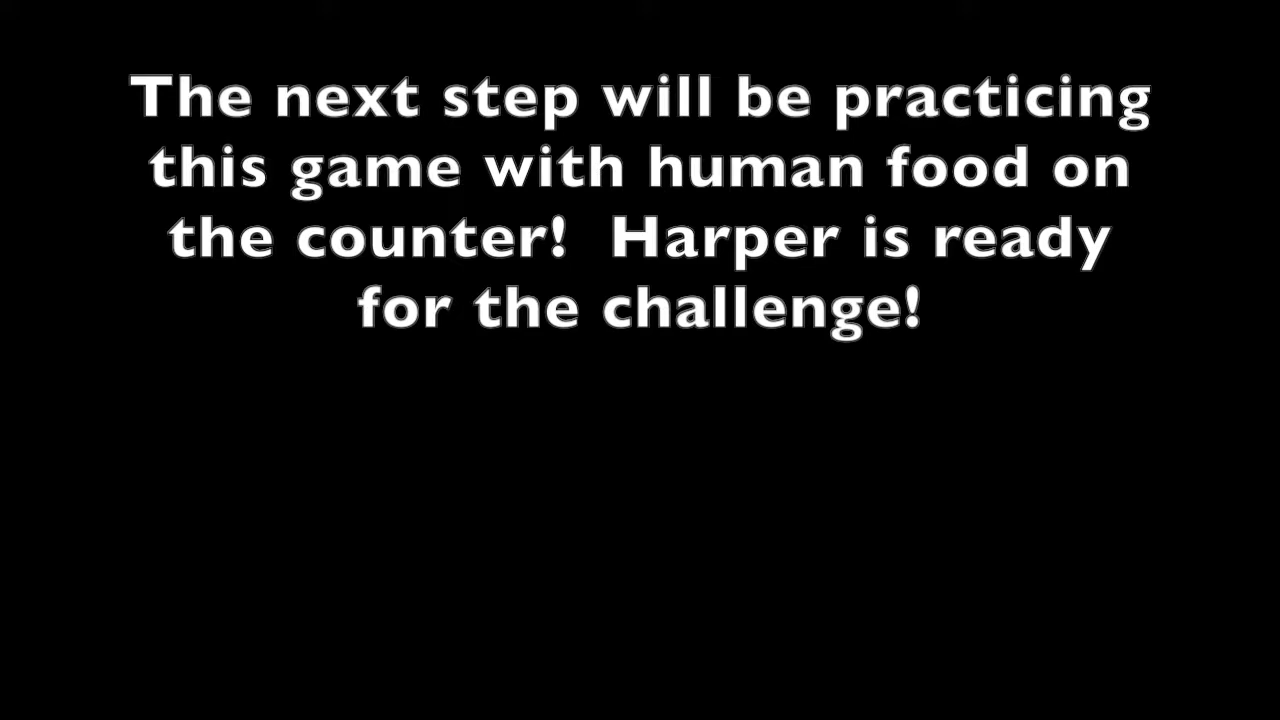 The next step will be practicing
this game with human food on
the counter!  Harper is ready
for the challenge!